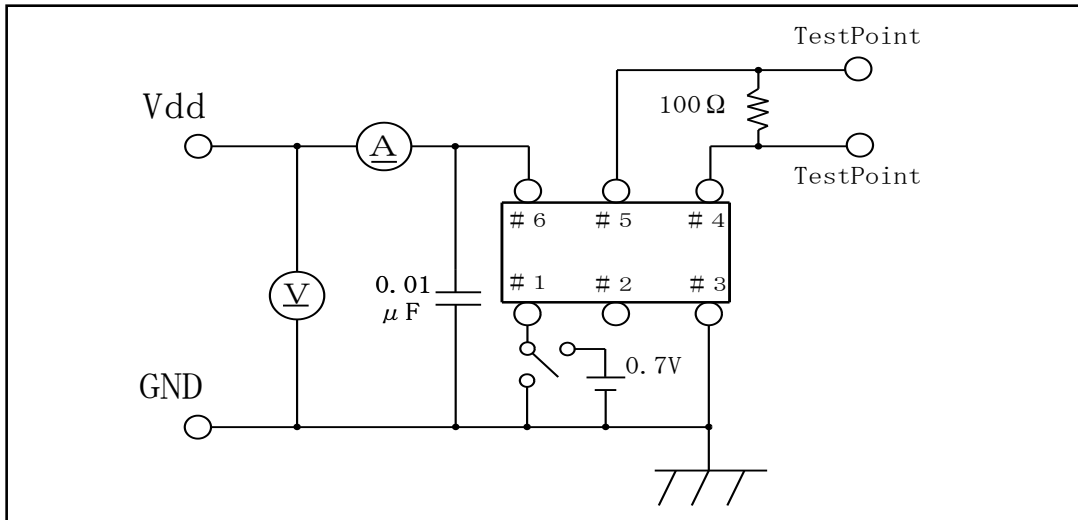 TestPoint
100Ω
Vdd
A
TestPoint
#6 #5 #4
#1 #2 #3
0.01
μF
V
0.7V
GND